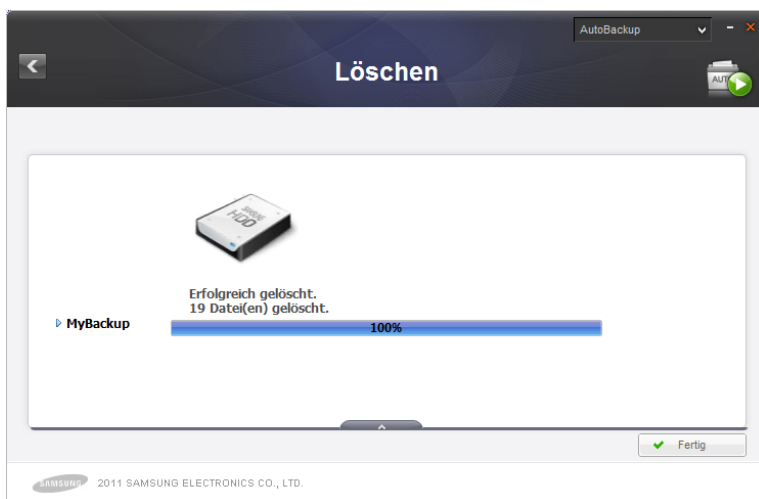 AutoBackup
Löschen
AUT
SAMSUNG
HDD
Erfolgreich gelöscht.
19 Datei(en) gelöscht.
MyBackup
100%
Fertig
SAMSUNG 2011 SAMSUNG ELECTRONICS CO., LTD.